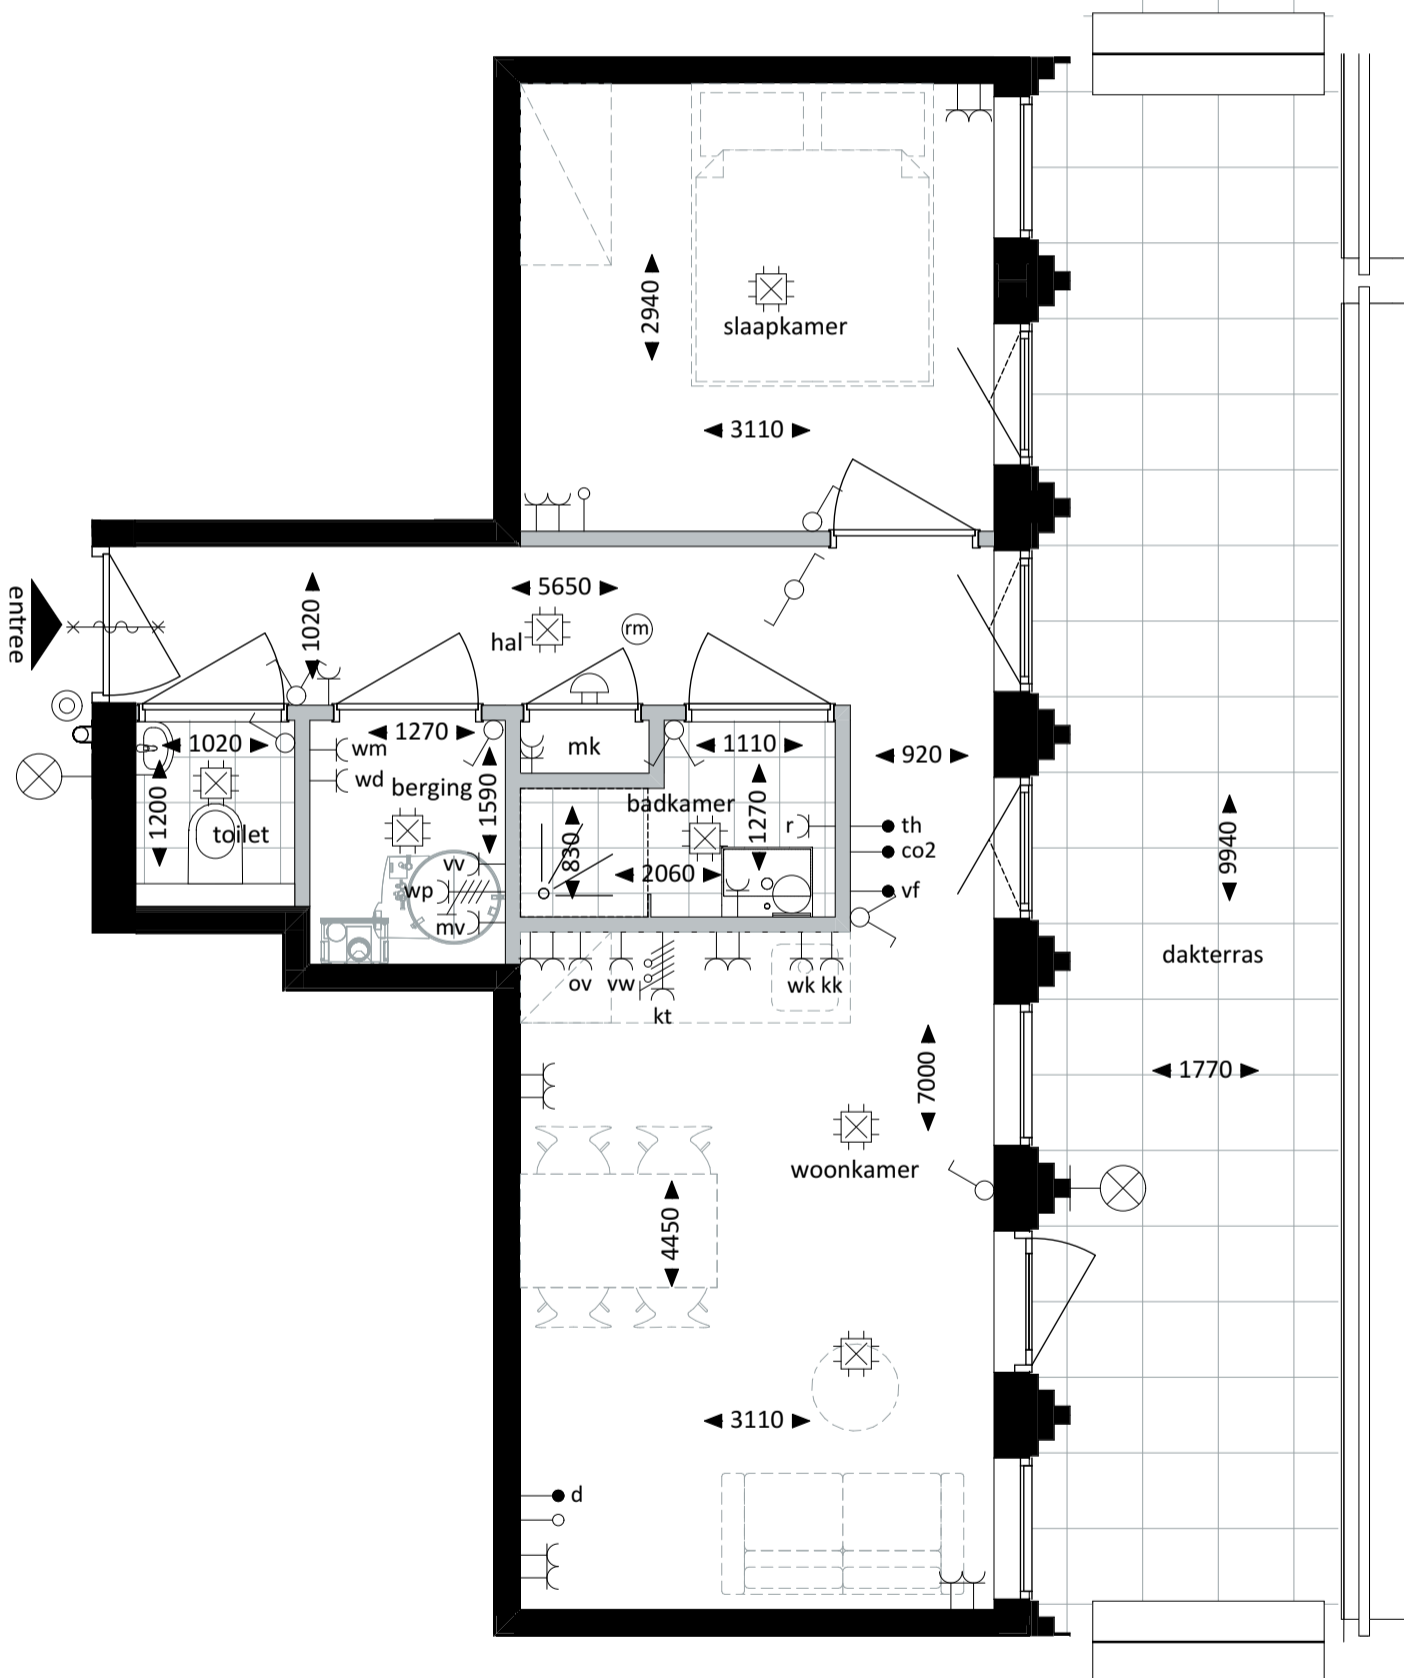 2940
slaapkamer
3110
entree
1020
5650
hal
rm
1020
1200
toilet
1270
wm
wd
berging
1590
vv
wp
mv
mk
1110
badkamer
1270
830
2060
r
920
th
co2
vf
9940
dakterras
1770
ov
vw
kt
wk
kk
7000
woonkamer
4450
3110
d